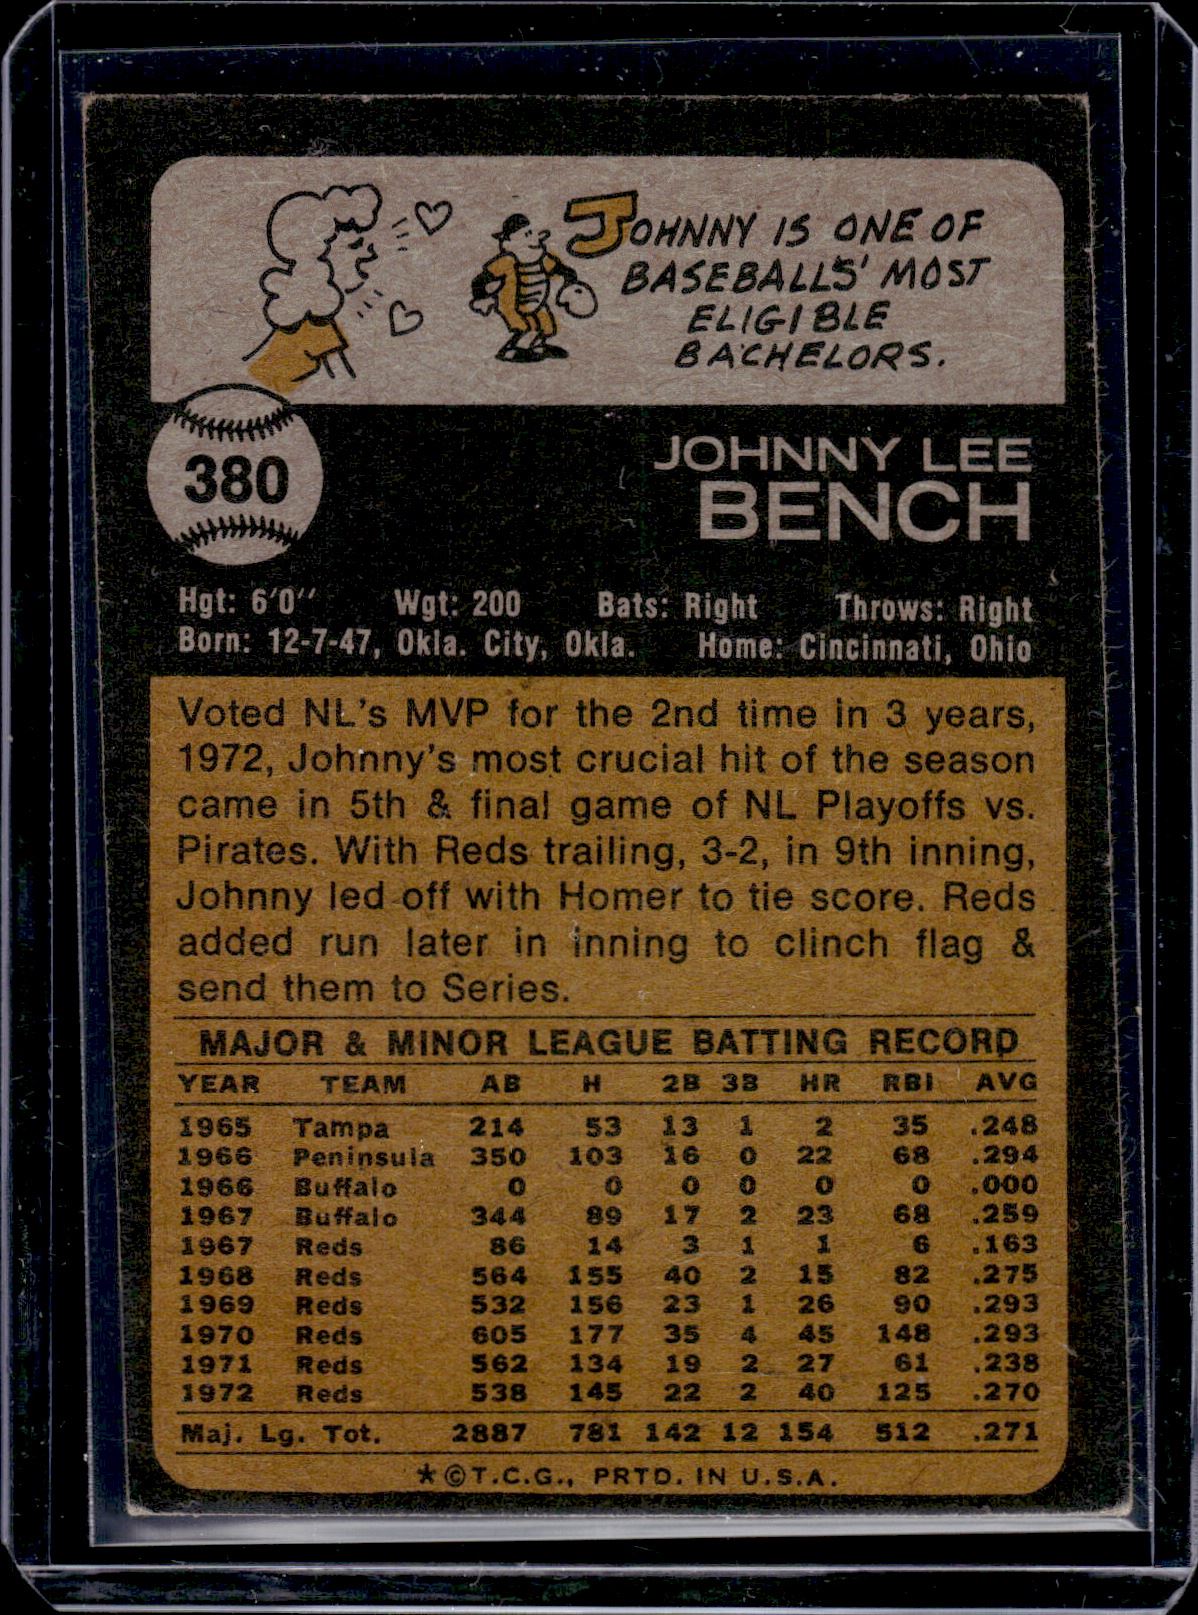 JOHNNY IS ONE OF
BASEBALLS' MOST
ELIGIBLE
BACHELORS.
380
JOHNNY LEE
BENCH
Hgt: 6'0" Wgt: 200 Bats: Right Throws: Right
Born: 12-7-47, Okla. City, Okla. Home: Cincinnati, Ohio
Voted NL's MVP for the 2nd time in 3 years,
1972, Johnny's most crucial hit of the season
came in 5th & final game of NL Playoffs vs.
Pirates. With Reds trailing, 3-2, in 9th inning,
Johnny led off with Homer to tie score. Reds
added run later in inning to clinch flag &
send them to Series.
MAJOR & MINOR LEAGUE BATTING RECORD
YEAR TEAM AB H 2B 3B HR RBI AVG
1965 Tampa 214 53 13 1 2 35 .248
1966 Peninsula 350 103 16 0 22 68 .294
1966 Buffalo 0 0 0 0 0 0 .000
1967 Buffalo 344 89 17 2 23 68 .259
1967 Reds 86 14 3 1 1 6 .163
1968 Reds 564 155 40 2 15 82 .275
1969 Reds 532 156 23 1 26 90 .293
1970 Reds 605 177 35 4 45 148 .293
1971 Reds 562 134 19 2 27 61 .238
1972 Reds 538 145 22 2 40 125 .270
Maj. Lg. Tot. 2887 781 142 12 154 512 .271
*©T.C.G., PRTD. IN U.S.A.